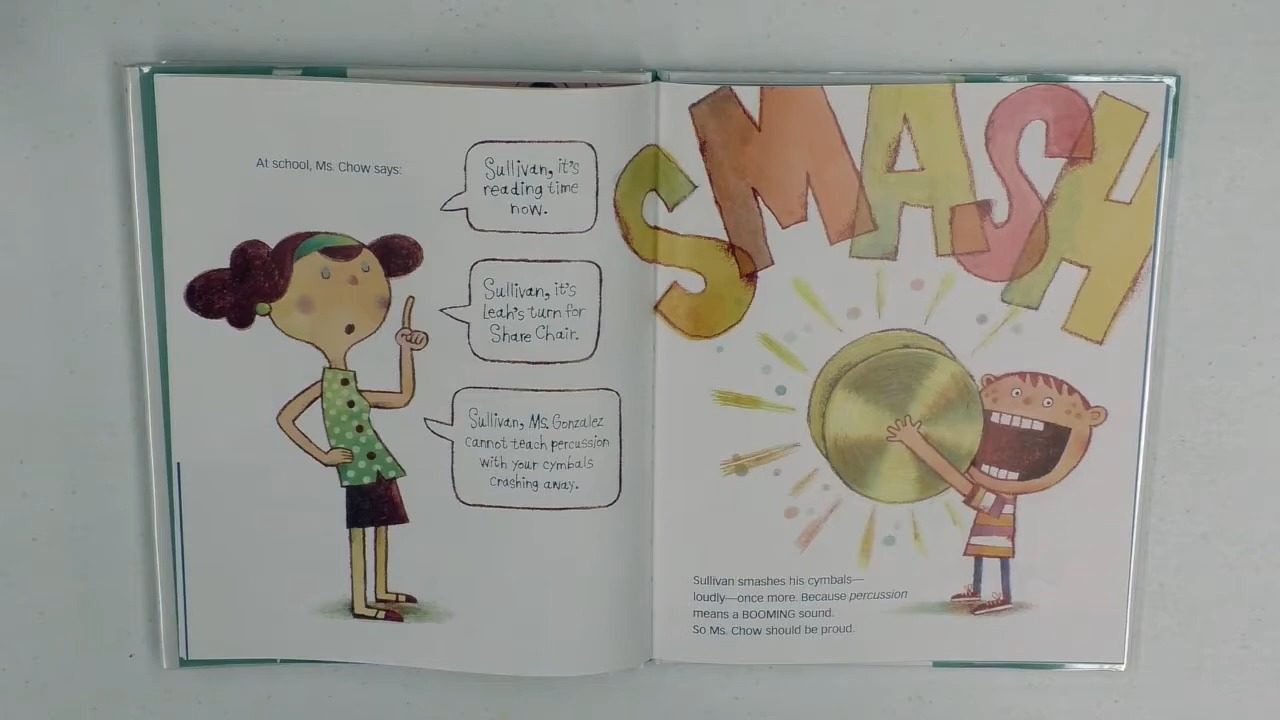 At school, Ms. Chow says:
Sullivan, it's
reading time
now.
Sullivan, it's
Leah's turn for
Share Chair.
Sullivan, Ms. Gonzalez
cannot teach percussion
with your cymbals
crashing away.
SMASH
Sullivan smashes his cymbals—
loudly—once more. Because percussion
means a BOOMING sound.
So Ms. Chow should be proud.